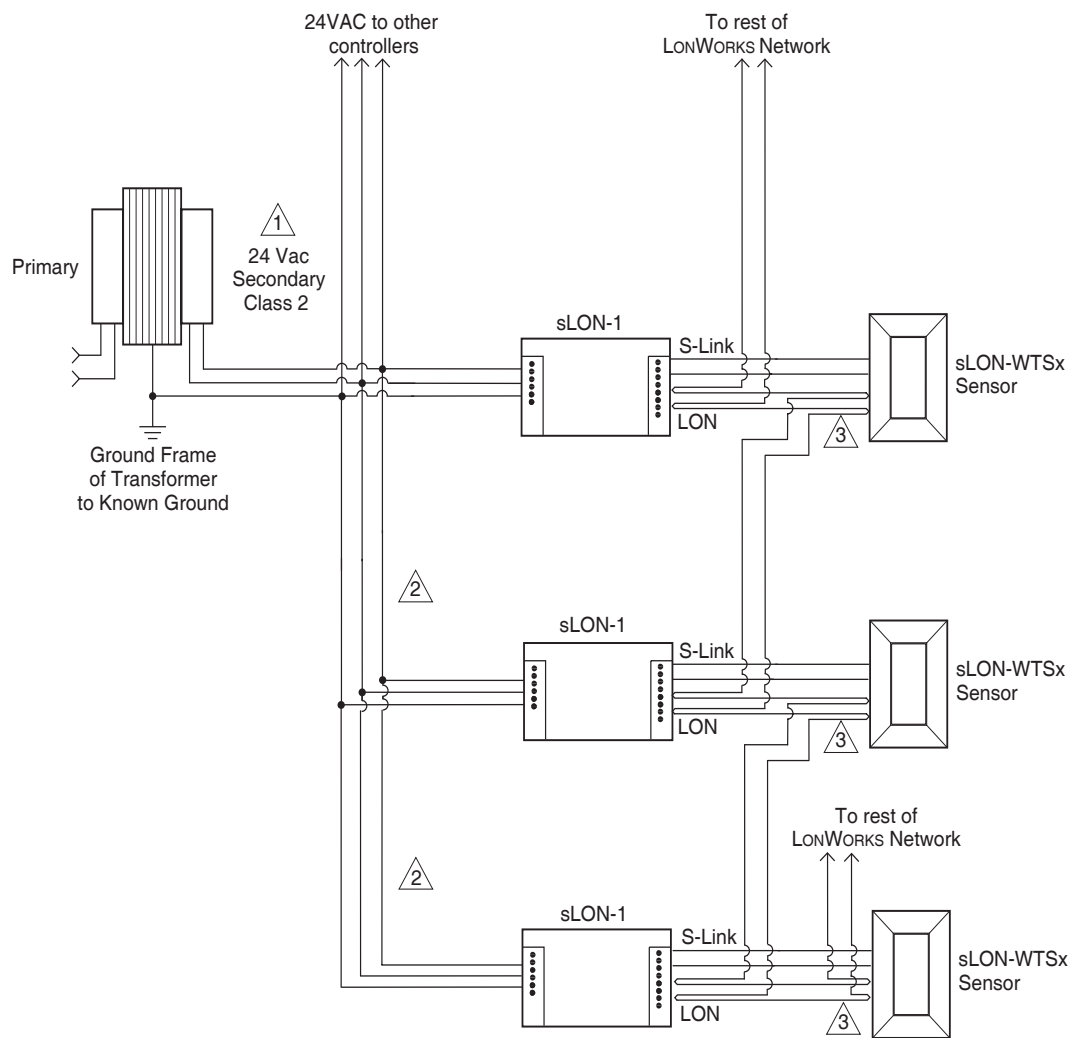 24VAC to other
controllers
To rest of
LONWORKS Network
1
Primary
24 Vac
Secondary
Class 2
sLON-1
S-Link
sLON-WTSx
Sensor
LON
3
Ground Frame
of Transformer
to Known Ground
2
sLON-1
S-Link
sLON-WTSx
Sensor
LON
3
To rest of
LONWORKS Network
2
sLON-1
S-Link
sLON-WTSx
Sensor
LON
3